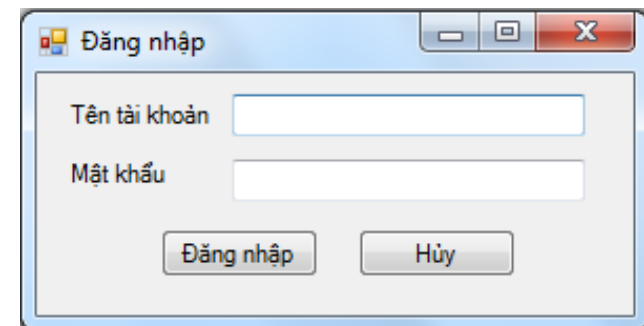 Đăng nhập
Tên tài khoản
Mật khẩu
Đăng nhập Hủy